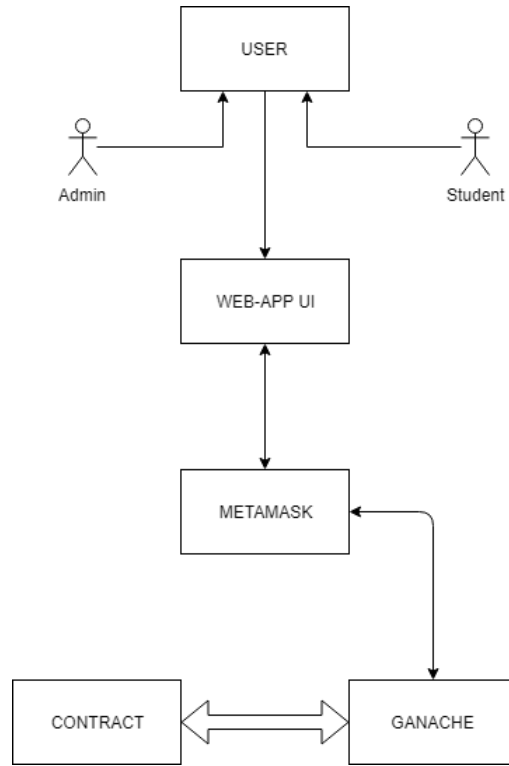 USER
Admin
Student
WEB-APP UI
METAMASK
CONTRACT
GANACHE